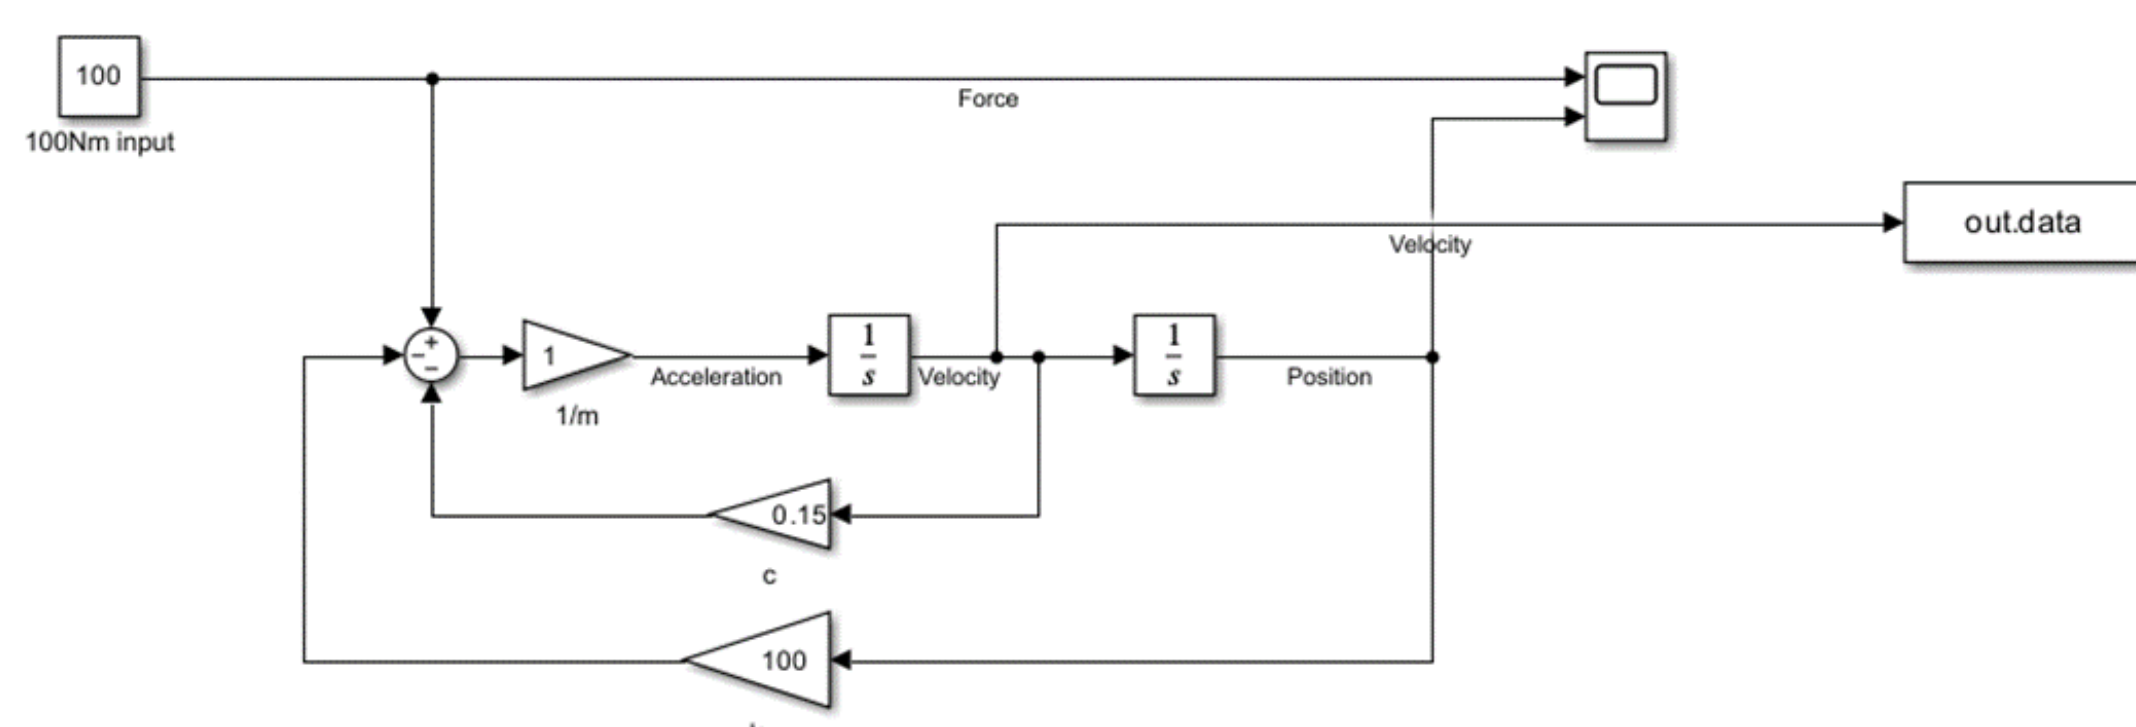 100
100Nm input
Force
out.data
Velocity
+
−
−
1
1/m
Acceleration
1
s
Velocity
1
s
Position
0.15
c
100